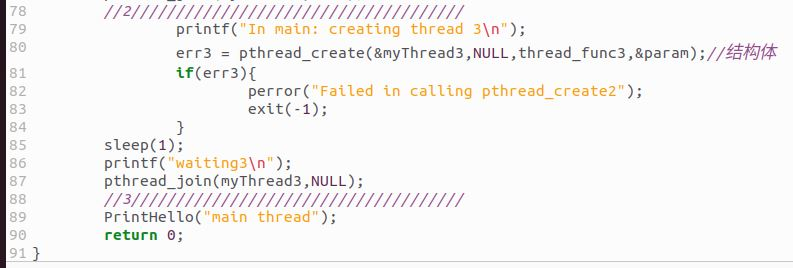 78 //2/////////////////////////////////////
79 printf("In main: creating thread 3\n");
80 err3 = pthread_create(&myThread3,NULL,thread_func3,&param);//结构体
81 if(err3){
82 perror("Failed in calling pthread_create2");
83 exit(-1);
84 }
85 sleep(1);
86 printf("waiting3\n");
87 pthread_join(myThread3,NULL);
88 //3/////////////////////////////////////
89 PrintHello("main thread");
90 return 0;
91 }